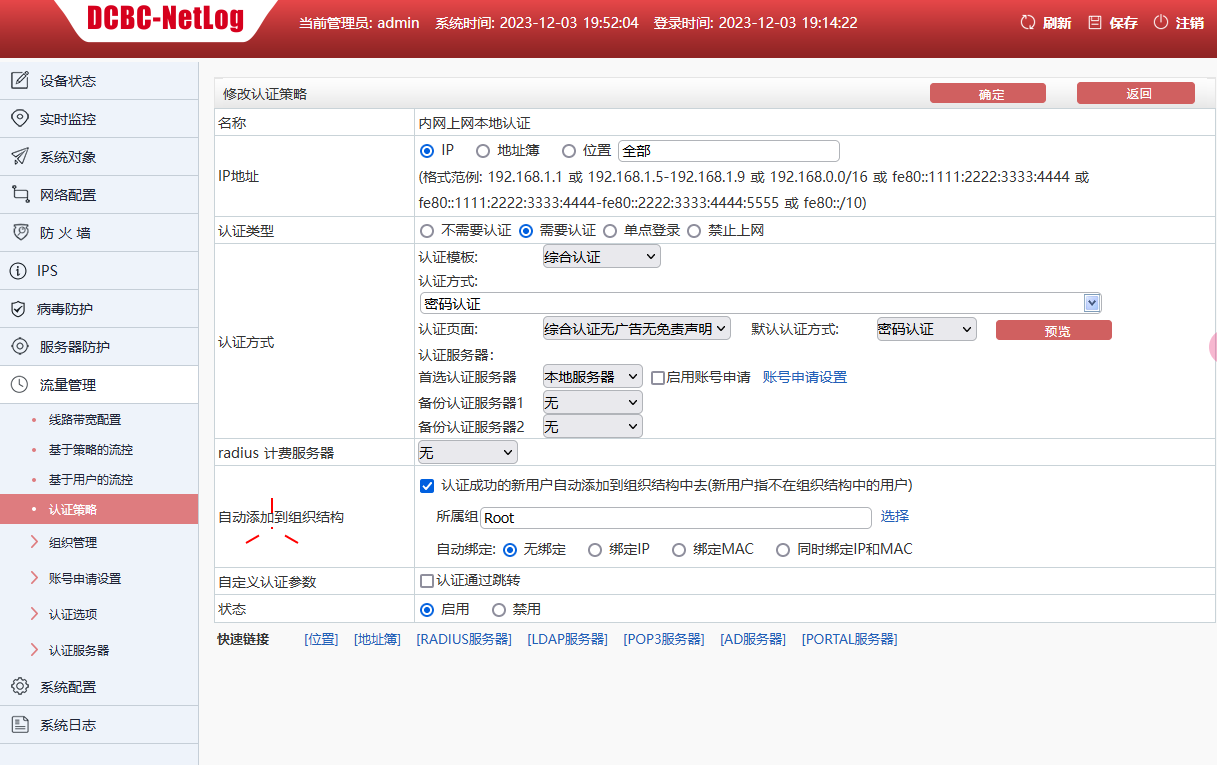 DCBC-NetLog
当前管理员: admin 系统时间: 2023-12-03 19:52:04 登录时间: 2023-12-03 19:14:22
刷新 保存 注销
设备状态
实时监控
系统对象
网络配置
防 火 墙
IPS
病毒防护
服务器防护
流量管理
线路带宽配置
基于策略的流控
基于用户的流控
认证策略
组织管理
账号申请设置
认证选项
认证服务器
系统配置
系统日志
修改认证策略 确定 返回
名称 内网上网本地认证
IP地址 IP 地址簿 位置 全部
(格式范例: 192.168.1.1 或 192.168.1.5-192.168.1.9 或 192.168.0.0/16 或 fe80::1111:2222:3333:4444 或
fe80::1111:2222:3333:4444-fe80::2222:3333:4444:5555 或 fe80::/10)
认证类型 不需要认证 需要认证 单点登录 禁止上网
认证方式
认证模板: 综合认证
认证方式:
密码认证
认证页面: 综合认证无广告无免责声明 默认认证方式: 密码认证 预览
认证服务器:
首选认证服务器 本地服务器 启用账号申请 账号申请设置
备份认证服务器1 无
备份认证服务器2 无
radius 计费服务器 无
自动添加到组织结构
认证成功的新用户自动添加到组织结构中去(新用户指不在组织结构中的用户)
所属组 Root 选择
自动绑定: 无绑定 绑定IP 绑定MAC 同时绑定IP和MAC
自定义认证参数 认证通过跳转
状态 启用 禁用
快速链接 [位置] [地址簿] [RADIUS服务器] [LDAP服务器] [POP3服务器] [AD服务器] [PORTAL服务器]